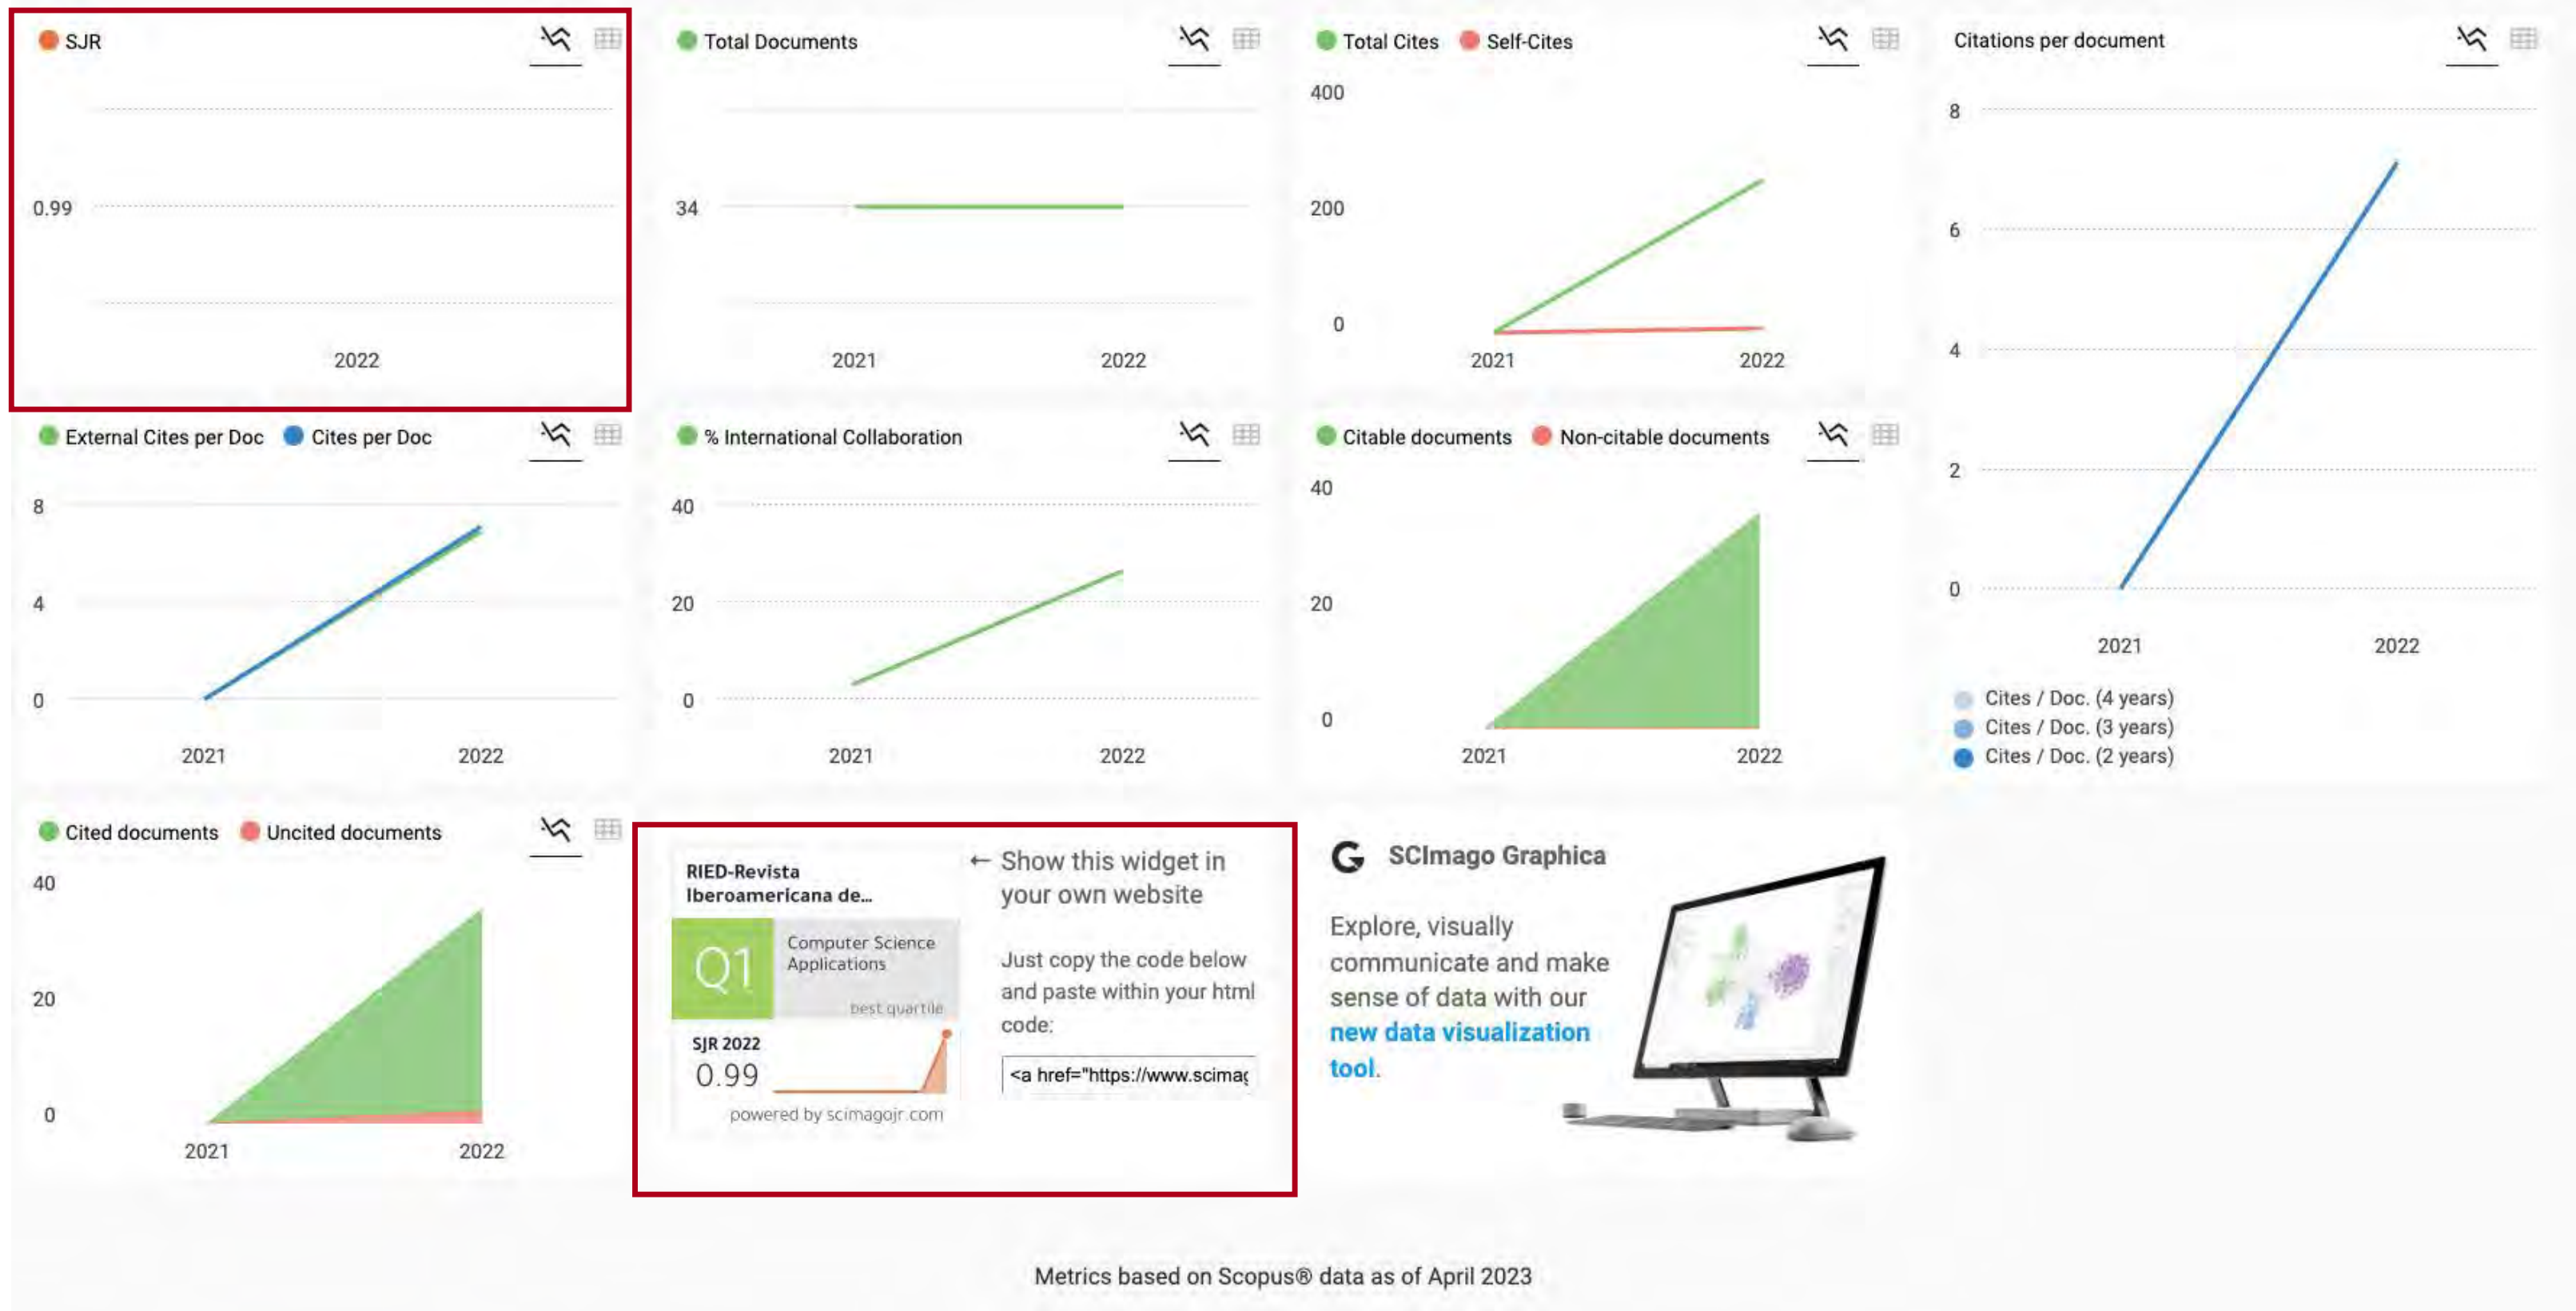 SJR
0.99
2022
Total Documents
34
2021 2022
Total Cites Self-Cites
400
200
0
2021 2022
Citations per document
8
6
4
2
0
2021 2022
Cites / Doc. (4 years)
Cites / Doc. (3 years)
Cites / Doc. (2 years)
External Cites per Doc Cites per Doc
8
4
0
2021 2022
% International Collaboration
40
20
0
2021 2022
Citable documents Non-citable documents
40
20
0
2021 2022
Cited documents Uncited documents
40
20
0
2021 2022
RIED-Revista
Iberoamericana de...
Q1
Computer Science
Applications
best quartile
SJR 2022
0.99
powered by scimagojr.com
← Show this widget in
your own website
Just copy the code below
and paste within your html
code:
<a href="https://www.scimag
SCImago Graphica
Explore, visually
communicate and make
sense of data with our
new data visualization
tool.
Metrics based on Scopus® data as of April 2023